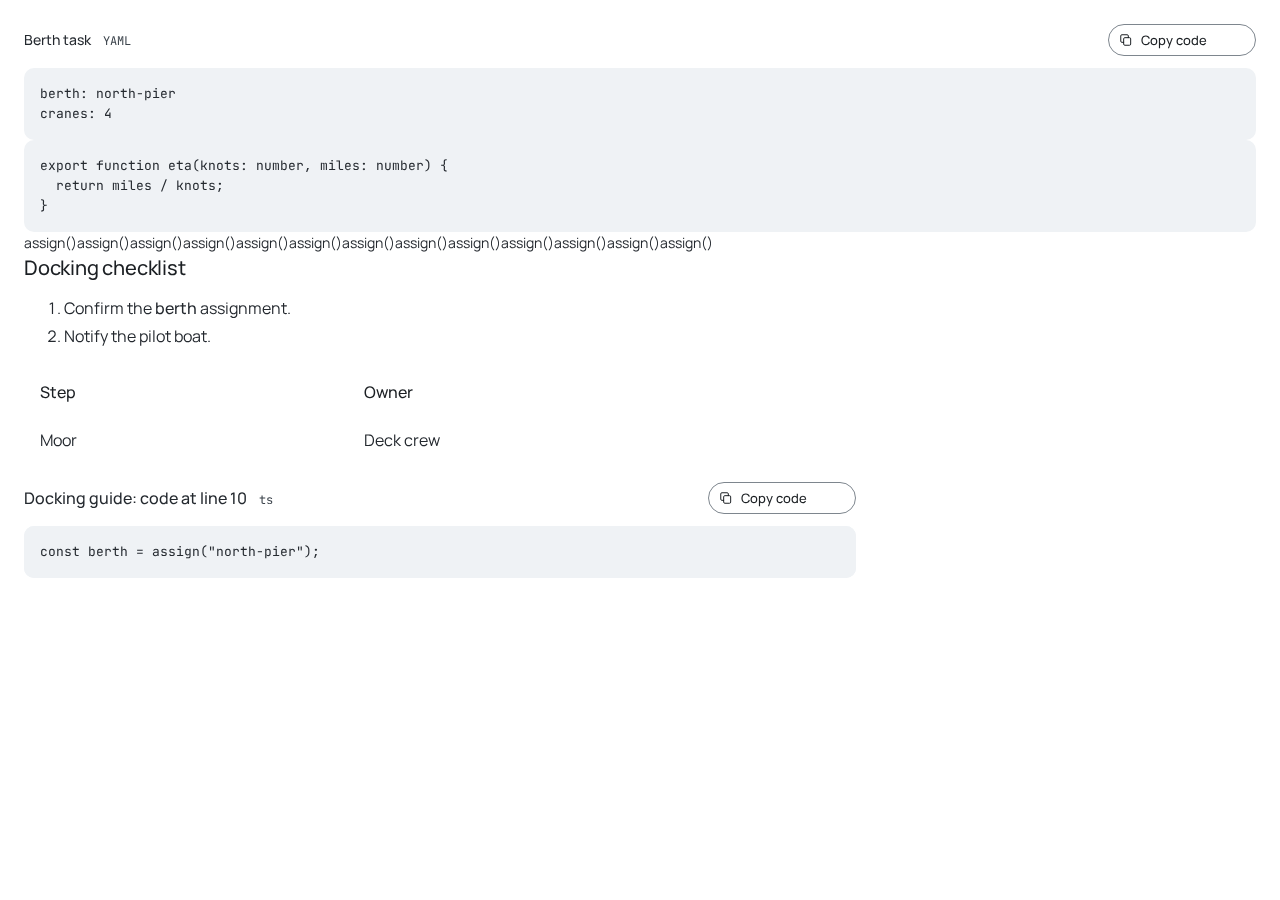 Berth task YAML Copy code
berth: north-pier
cranes: 4
export function eta(knots: number, miles: number) {
  return miles / knots;
}
assign()assign()assign()assign()assign()assign()assign()assign()assign()assign()assign()assign()assign()
Docking checklist
1. Confirm the berth assignment.
2. Notify the pilot boat.
Step Owner
Moor Deck crew
Docking guide: code at line 10 ts Copy code
const berth = assign("north-pier");